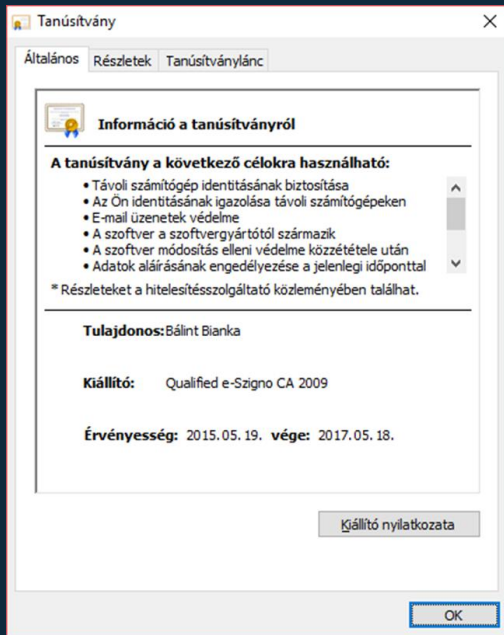 Tanúsítvány
Általános Részletek Tanúsítványlánc
Információ a tanúsítványról
A tanúsítvány a következő célokra használható:
• Távoli számítógép identitásának biztosítása
• Az Ön identitásának igazolása távoli számítógépeken
• E-mail üzenetek védelme
• A szoftver a szoftvergyártótól származik
• A szoftver módosítás elleni védelme közzététele után
• Adatok aláírásának engedélyezése a jelenlegi időponttal
* Részleteket a hitelesítésszolgáltató közleményében találhat.
Tulajdonos: Bálint Bianka
Kiállító: Qualified e-Szigno CA 2009
Érvényesség: 2015.05.19. vége: 2017.05.18.
Kiállító nyilatkozata
OK